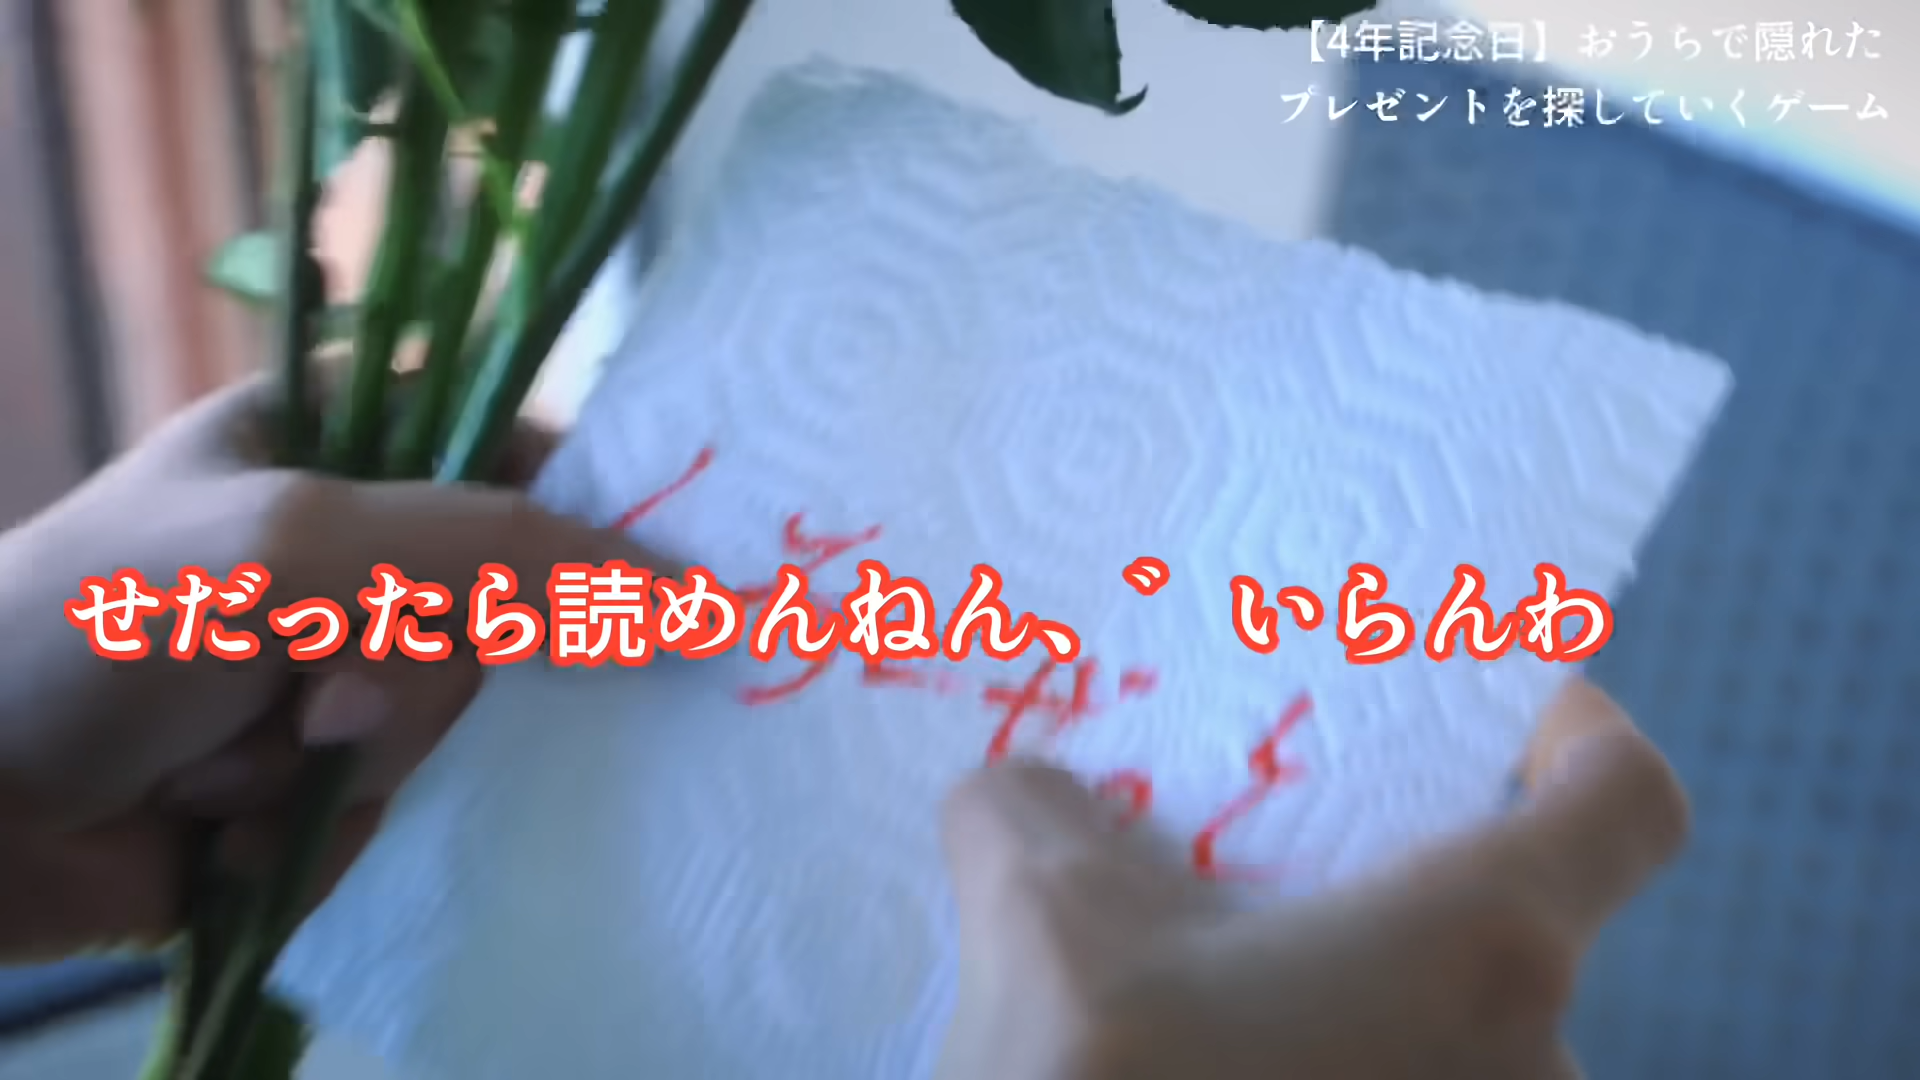 【4年記念日】おうちで隠れた
プレゼントを探していくゲーム
せだったら読めんねん、゛いらんわ